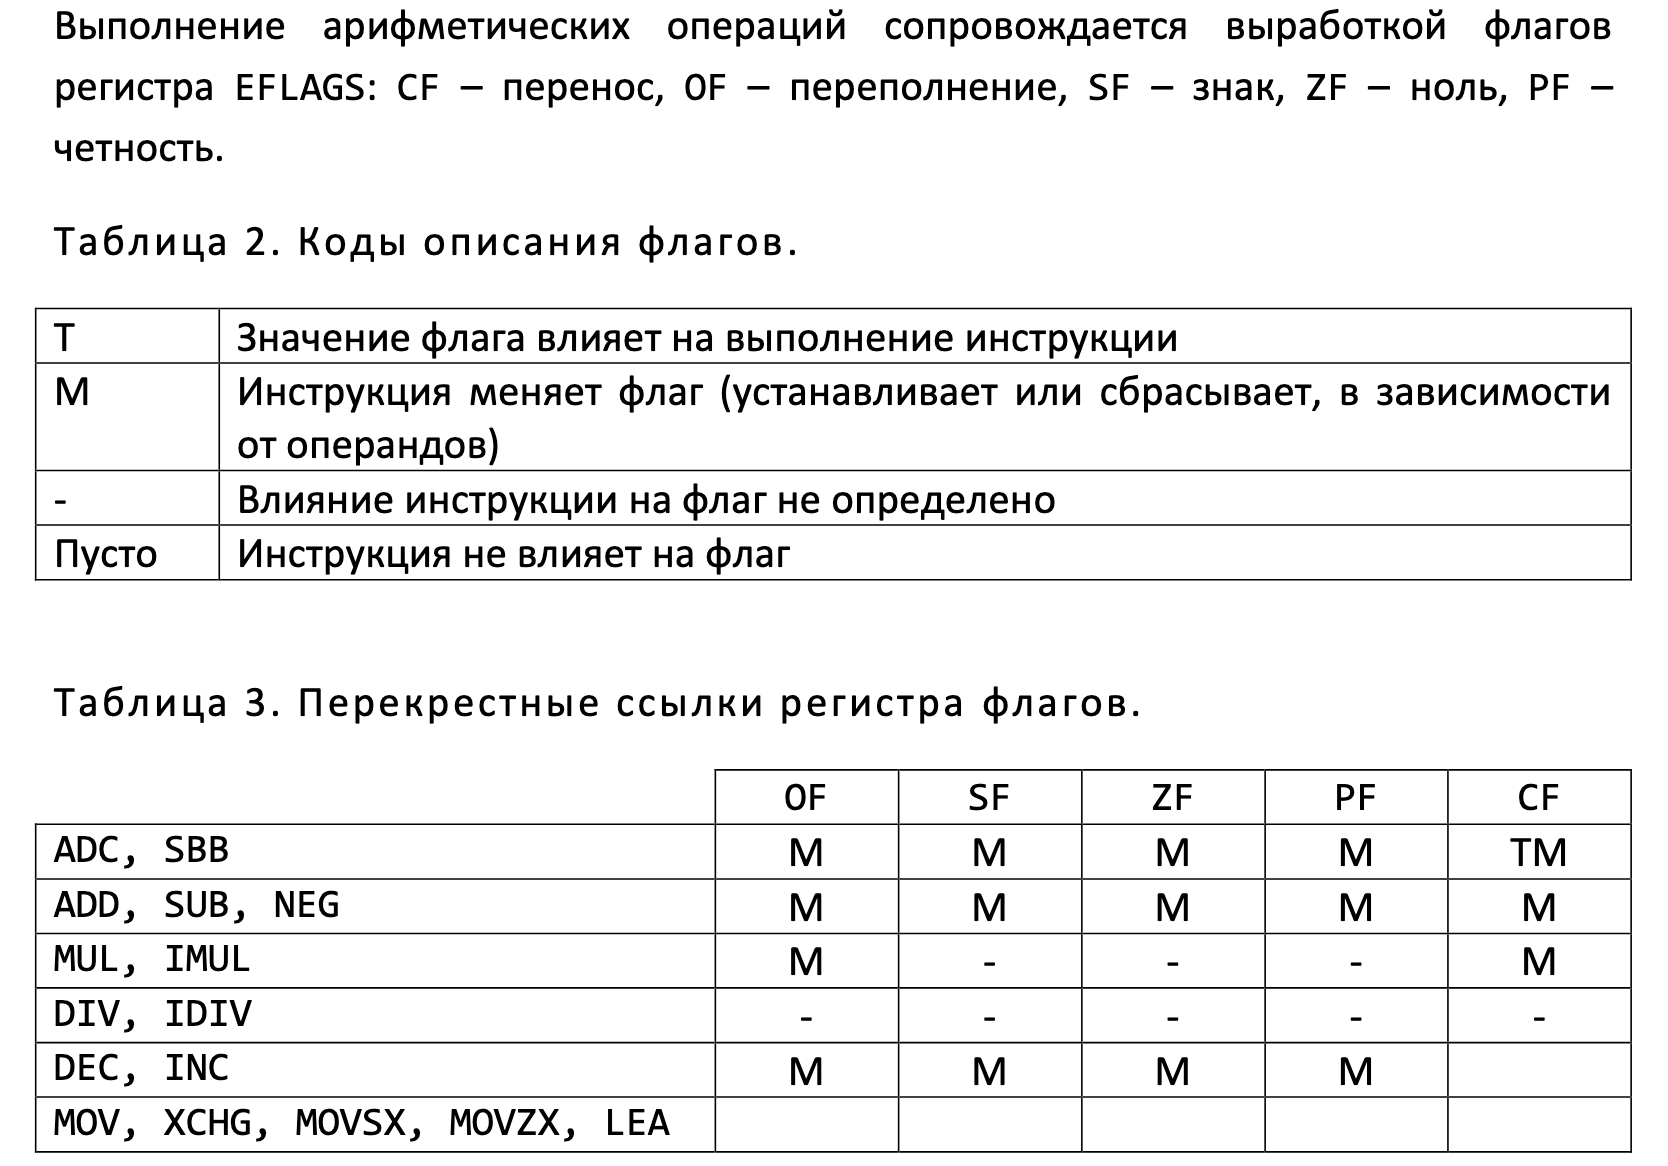 Выполнение арифметических операций сопровождается выработкой флагов
регистра EFLAGS: CF – перенос, OF – переполнение, SF – знак, ZF – ноль, PF –
четность.
Таблица 2. Коды описания флагов.
T Значение флага влияет на выполнение инструкции
M Инструкция меняет флаг (устанавливает или сбрасывает, в зависимости
от операндов)
- Влияние инструкции на флаг не определено
Пусто Инструкция не влияет на флаг
Таблица 3. Перекрестные ссылки регистра флагов.
OF SF ZF PF CF
ADC, SBB M M M M TM
ADD, SUB, NEG M M M M M
MUL, IMUL M - - - M
DIV, IDIV - - - - -
DEC, INC M M M M
MOV, XCHG, MOVSX, MOVZX, LEA